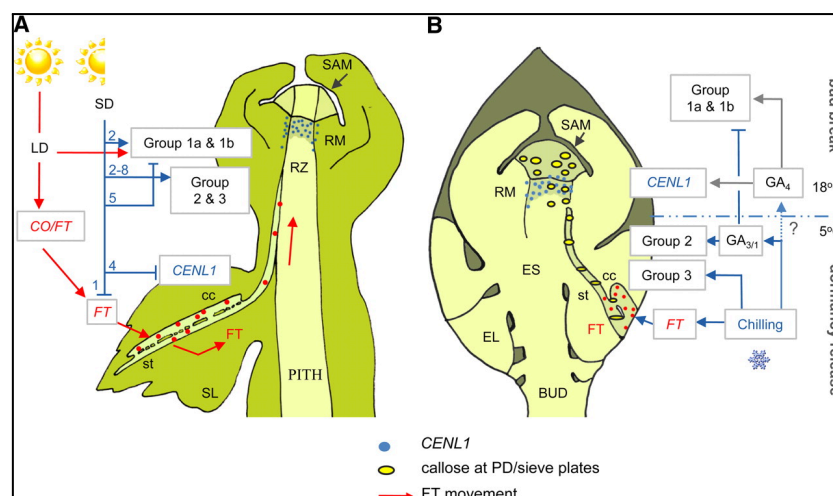 A
B
SD
LD
2
Group 1a & 1b
2-8
Group
2 & 3
5
CO/FT
4
CENL1
1
FT
cc
FT
st
SL
SAM
RM
RZ
PITH
SAM
RM
ES
EL
BUD
cc
st
FT
Group
1a & 1b
CENL1
GA4
18º
?
5º
Group 2
GA3/1
Group 3
FT
Chilling
CENL1
callose at PD/sieve plates
FT movement